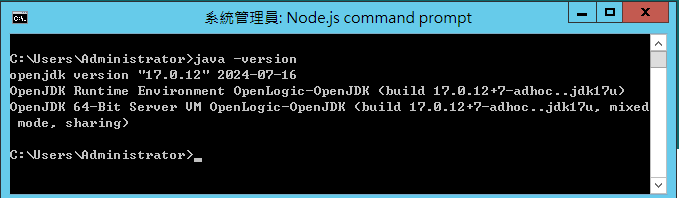 系統管理員: Node.js command prompt
C:\Users\Administrator>java -version
openjdk version "17.0.12" 2024-07-16
OpenJDK Runtime Environment OpenLogic-OpenJDK (build 17.0.12+7-adhoc..jdk17u)
OpenJDK 64-Bit Server VM OpenLogic-OpenJDK (build 17.0.12+7-adhoc..jdk17u, mixed
 mode, sharing)
C:\Users\Administrator>_